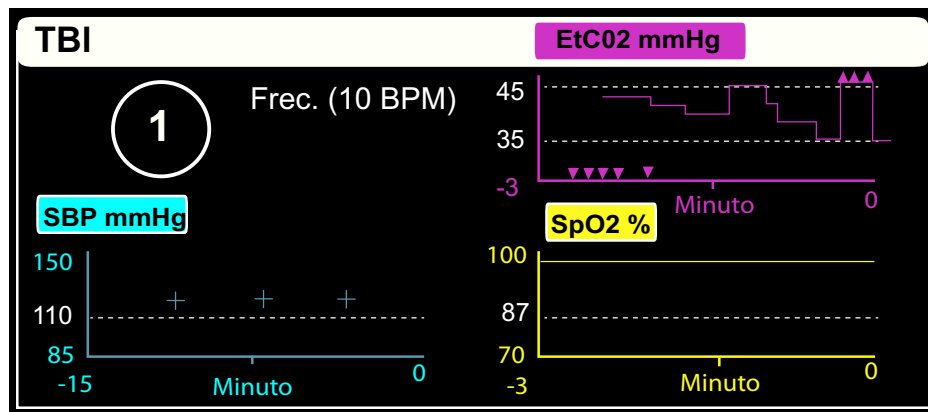 TBI
EtC02 mmHg
1
Frec. (10 BPM)
45
35
-3
Minuto
0
SBP mmHg
150
110
85
-15
Minuto
0
SpO2 %
100
87
70
-3
Minuto
0